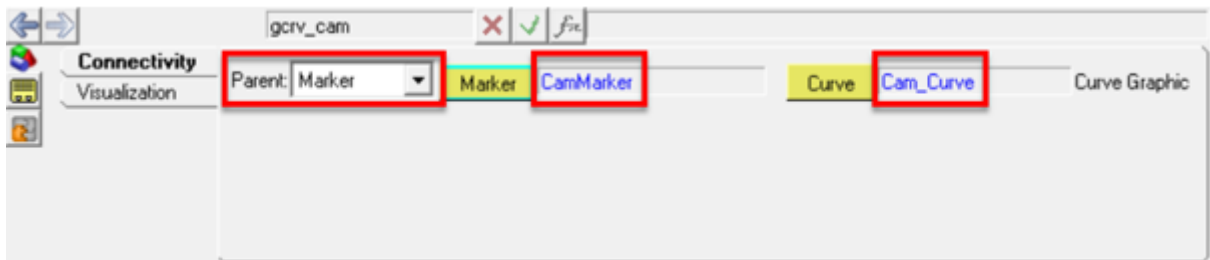 gcrv_cam f(x)
Connectivity
Visualization
Parent: Marker Marker CamMarker Curve Cam_Curve Curve Graphic